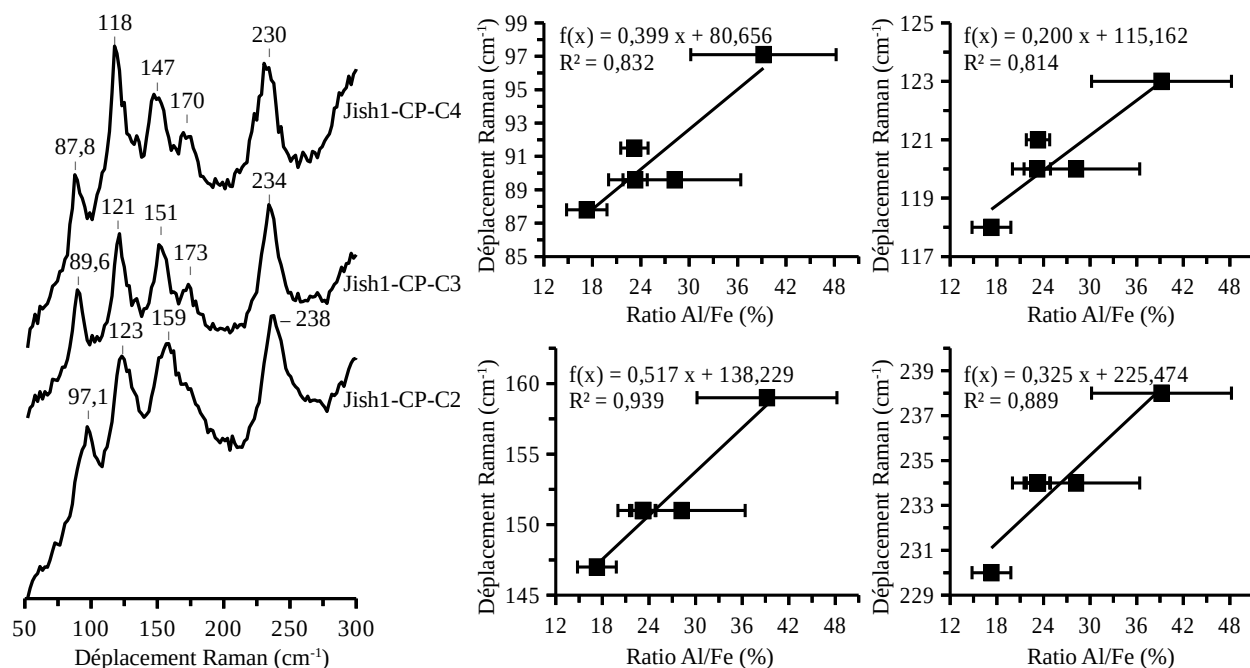 118
230
147
170
Jish1-CP-C4
87,8
234
121
151
173
Jish1-CP-C3
89,6
238
123
159
Jish1-CP-C2
97,1
50 100 150 200 250 300
Déplacement Raman (cm-1)
Déplacement Raman (cm-1)
99
97
95
93
91
89
87
85
f(x) = 0,399 x + 80,656
R² = 0,832
12 18 24 30 36 42 48
Ratio Al/Fe (%)
Déplacement Raman (cm-1)
125
123
121
119
117
f(x) = 0,200 x + 115,162
R² = 0,814
12 18 24 30 36 42 48
Ratio Al/Fe (%)
Déplacement Raman (cm-1)
160
155
150
145
f(x) = 0,517 x + 138,229
R² = 0,939
12 18 24 30 36 42 48
Ratio Al/Fe (%)
Déplacement Raman (cm-1)
239
237
235
233
231
229
f(x) = 0,325 x + 225,474
R² = 0,889
12 18 24 30 36 42 48
Ratio Al/Fe (%)